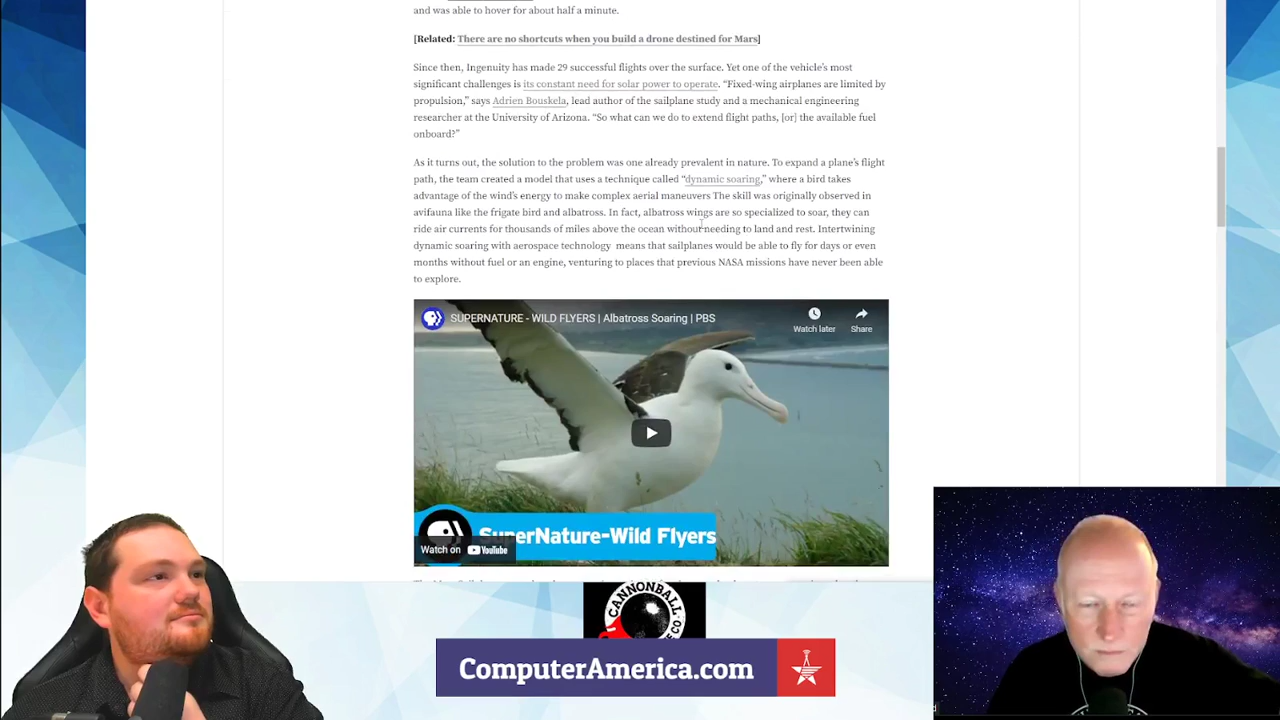 and was able to hover for about half a minute.
[Related: There are no shortcuts when you build a drone destined for Mars]
Since then, Ingenuity has made 29 successful flights over the surface. Yet one of the vehicle's most
significant challenges is its constant need for solar power to operate. “Fixed-wing airplanes are limited by
propulsion,” says Adrien Bouskela, lead author of the sailplane study and a mechanical engineering
researcher at the University of Arizona. “So what can we do to extend flight paths, [or] the available fuel
onboard?”
As it turns out, the solution to the problem was one already prevalent in nature. To expand a plane's flight
path, the team created a model that uses a technique called “dynamic soaring,” where a bird takes
advantage of the wind's energy to make complex aerial maneuvers The skill was originally observed in
avifauna like the frigate bird and albatross. In fact, albatross wings are so specialized to soar, they can
ride air currents for thousands of miles above the ocean without needing to land and rest. Intertwining
dynamic soaring with aerospace technology means that sailplanes would be able to fly for days or even
months without fuel or an engine, venturing to places that previous NASA missions have never been able
to explore.
SUPERNATURE - WILD FLYERS | Albatross Soaring | PBS
Watch later
Share
SuperNature-Wild Flyers
Watch on YouTube
CANNONBALL
ComputerAmerica.com